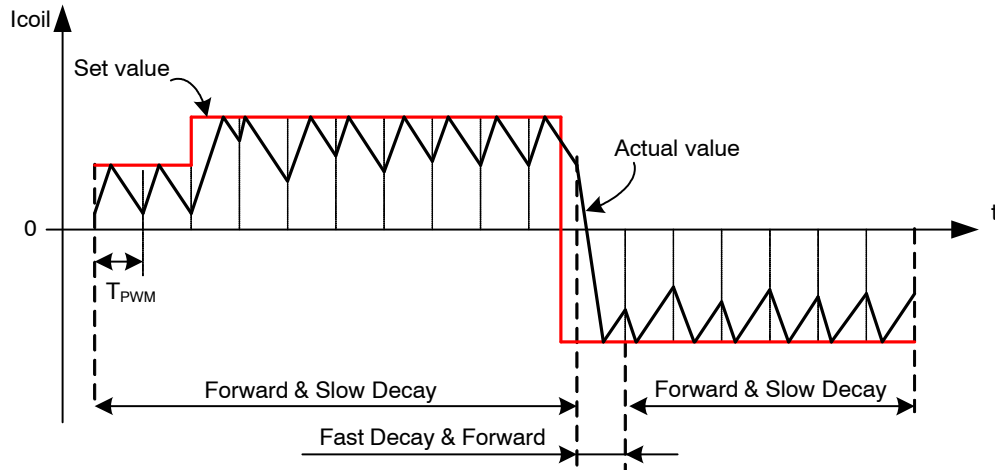 Icoil
Set value
Actual value
0
t
TPWM
Forward & Slow Decay
Forward & Slow Decay
Fast Decay & Forward